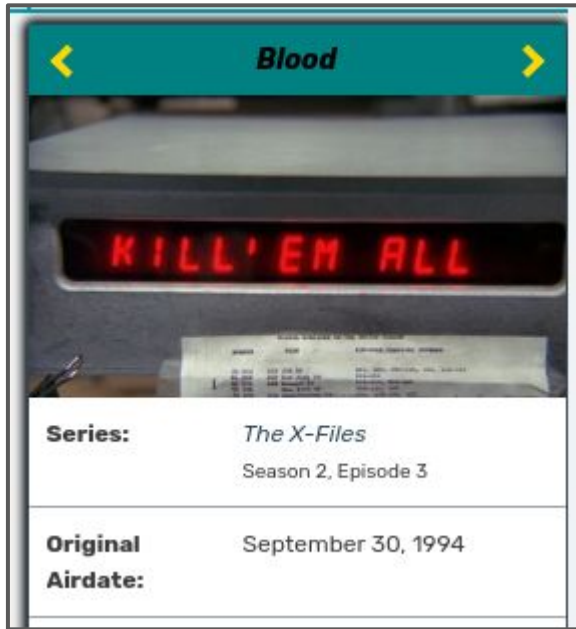 Blood
KILL'EM ALL
Series:
The X-Files
Season 2, Episode 3
Original
Airdate:
September 30, 1994